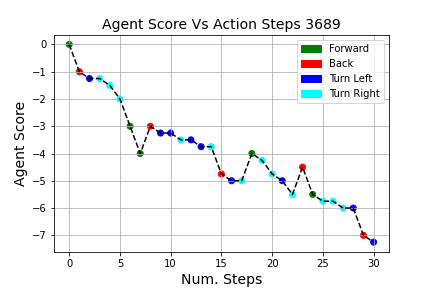 Agent Score Vs Action Steps 3689
Agent Score
0
−1
−2
−3
−4
−5
−6
−7
Forward
Back
Turn Left
Turn Right
0 5 10 15 20 25 30
Num. Steps